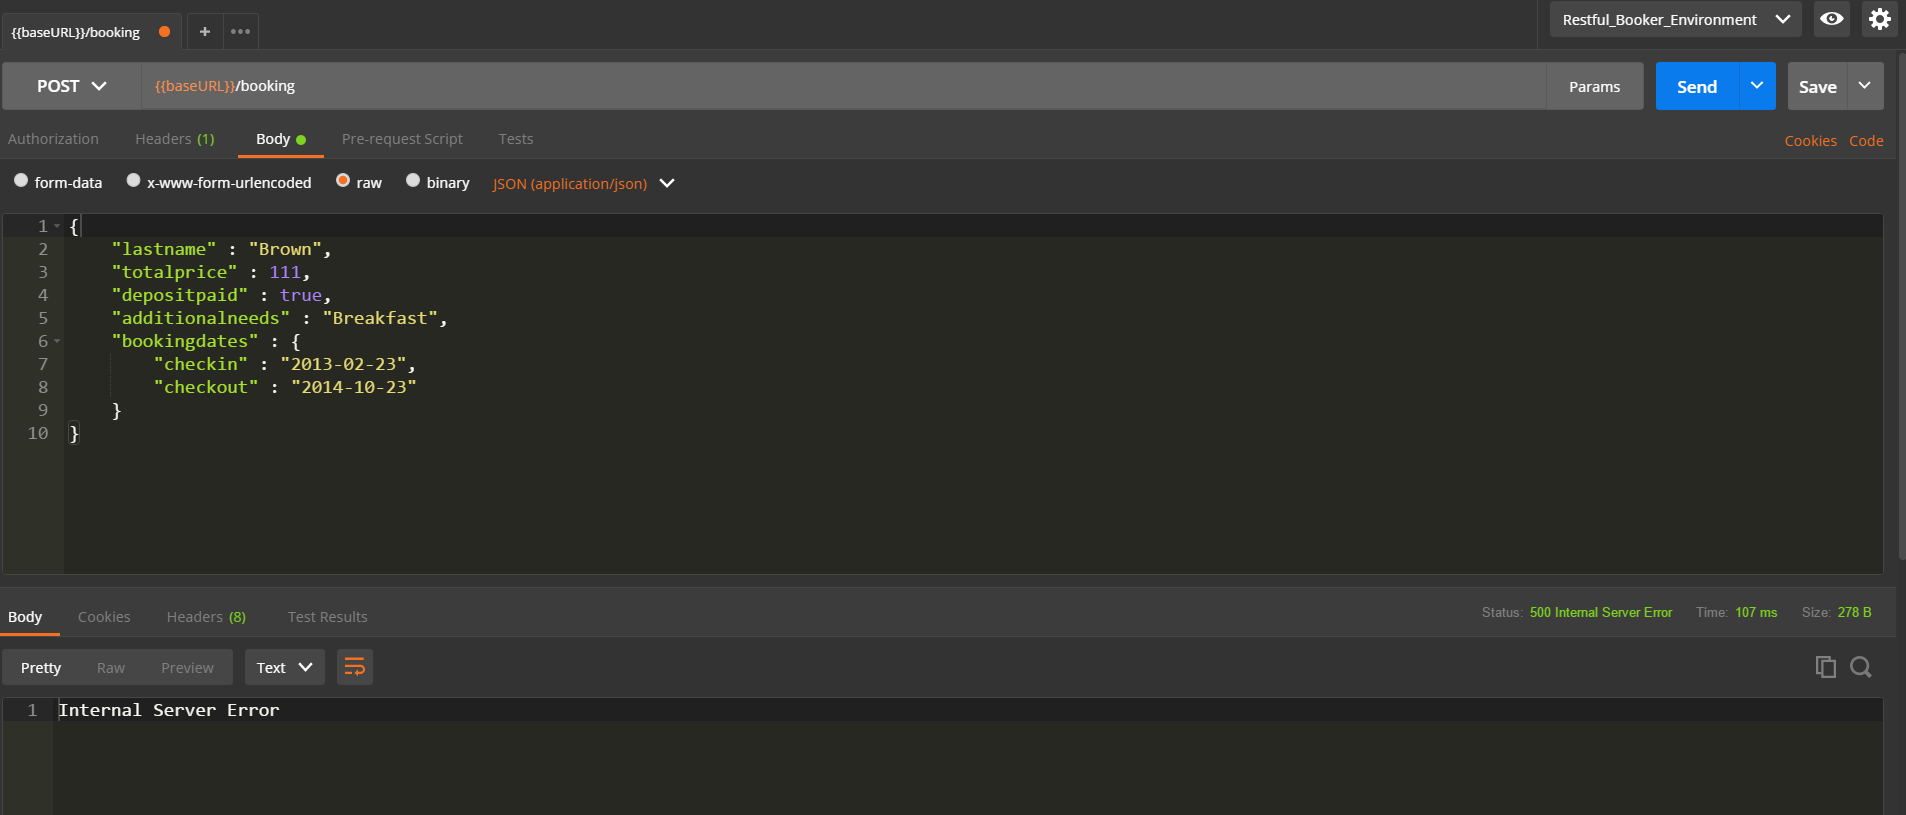 {{baseURL}}/booking + ••• Restful_Booker_Environment
POST {{baseURL}}/booking Params Send Save
Authorization Headers (1) Body Pre-request Script Tests Cookies Code
form-data x-www-form-urlencoded raw binary JSON (application/json)
1 {
2 "lastname" : "Brown",
3 "totalprice" : 111,
4 "depositpaid" : true,
5 "additionalneeds" : "Breakfast",
6 "bookingdates" : {
7 "checkin" : "2013-02-23",
8 "checkout" : "2014-10-23"
9 }
10 }
Body Cookies Headers (8) Test Results Status: 500 Internal Server Error Time: 107 ms Size: 278 B
Pretty Raw Preview Text
1 Internal Server Error